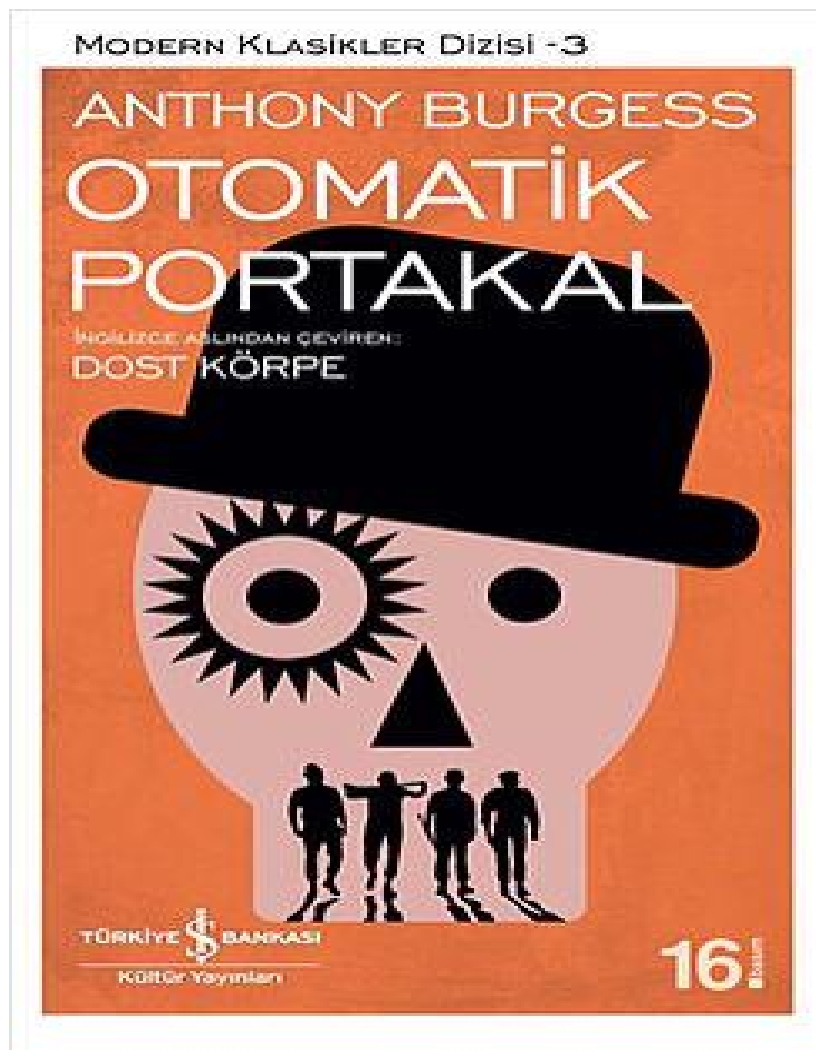 MODERN KLASİKLER DİZİSİ -3
ANTHONY BURGESS
OTOMATİK
PORTAKAL
İNGİLİZCE ASLINDAN ÇEVİREN:
DOST KÖRPE
TÜRKİYE İŞ BANKASI
Kültür Yayınları
16. basım